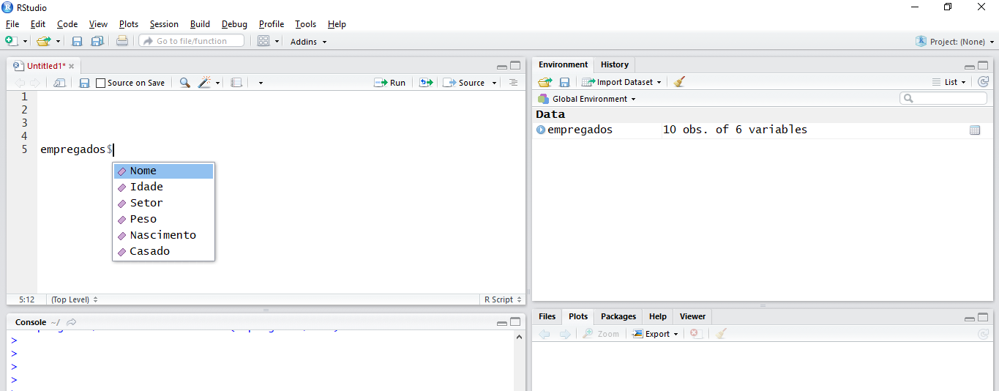 RStudio
File Edit Code View Plots Session Build Debug Profile Tools Help
Go to file/function Addins Project: (None)
Untitled1*
Source on Save Run Source
1
2
3
4
5 empregados$
Nome
Idade
Setor
Peso
Nascimento
Casado
5:12 (Top Level) R Script
Console ~/
>
>
>
>
Environment History
Import Dataset List
Global Environment
Data
empregados 10 obs. of 6 variables
Files Plots Packages Help Viewer
Zoom Export